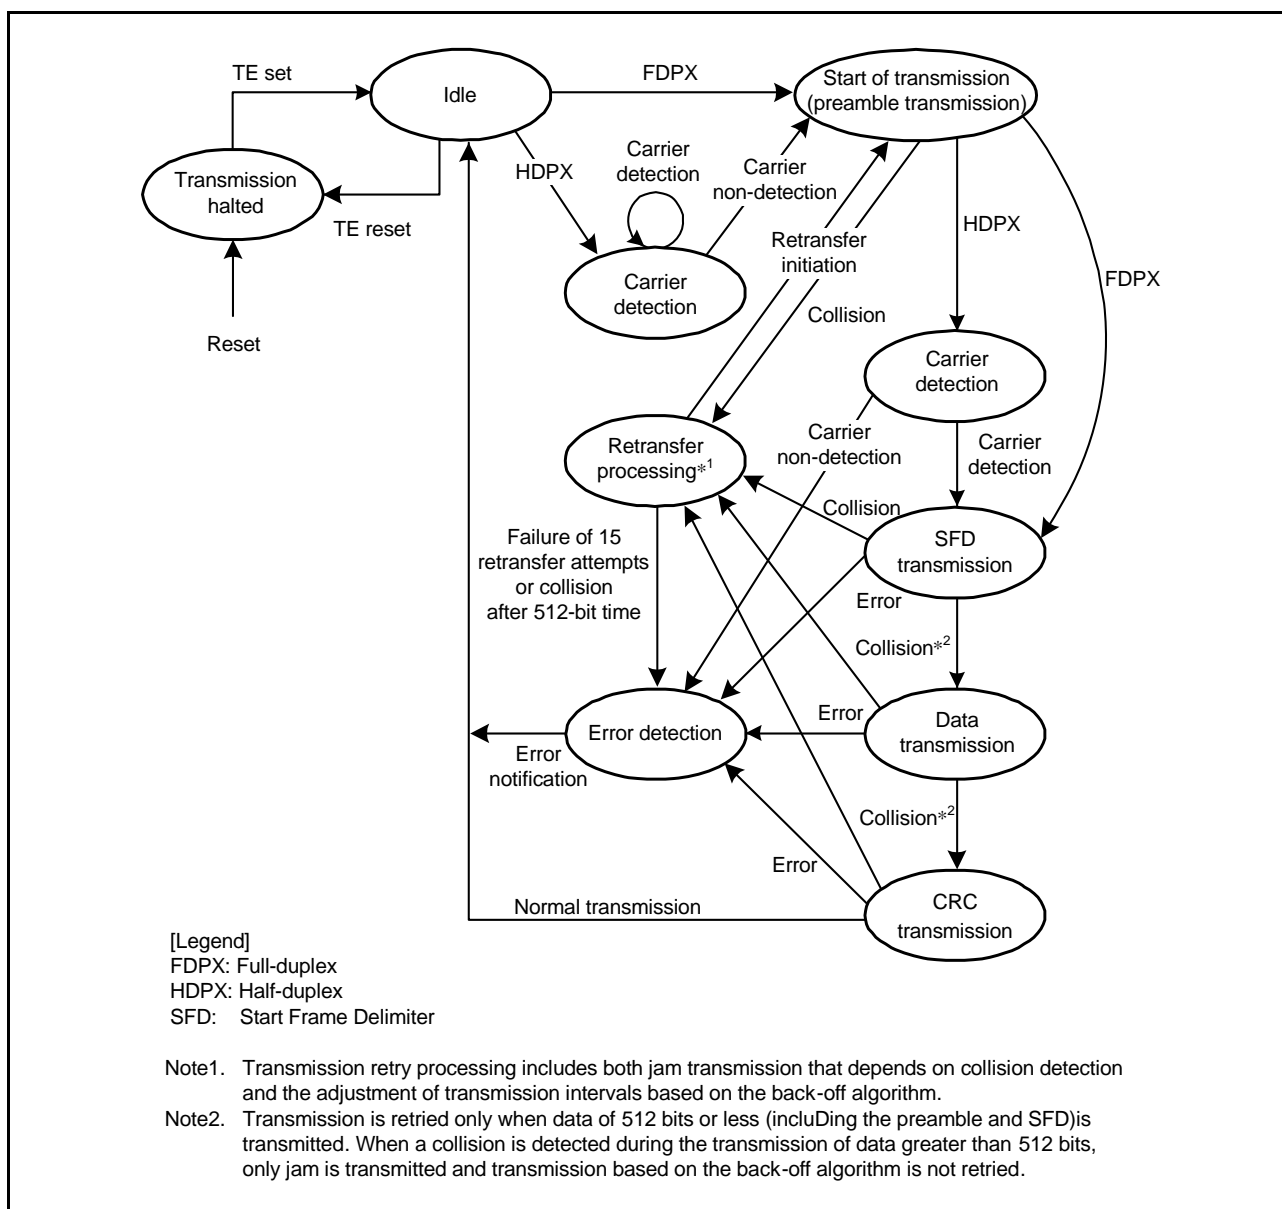 TE set
Idle
FDPX
Start of transmission
(preamble transmission)
Transmission
halted
TE reset
Reset
HDPX
Carrier
detection
Carrier
non-detection
Carrier
detection
Retransfer
initiation
Collision
HDPX
FDPX
Carrier
detection
Carrier
non-detection
Carrier
detection
Retransfer
processing*1
Collision
SFD
transmission
Failure of 15
retransfer attempts
or collision
after 512-bit time
Error
Collision*2
Error detection
Error
Data
transmission
Error
notification
Collision*2
Error
Normal transmission
CRC
transmission
[Legend]
FDPX: Full-duplex
HDPX: Half-duplex
SFD: Start Frame Delimiter
Note1. Transmission retry processing includes both jam transmission that depends on collision detection
and the adjustment of transmission intervals based on the back-off algorithm.
Note2. Transmission is retried only when data of 512 bits or less (incluDing the preamble and SFD)is
transmitted. When a collision is detected during the transmission of data greater than 512 bits,
only jam is transmitted and transmission based on the back-off algorithm is not retried.